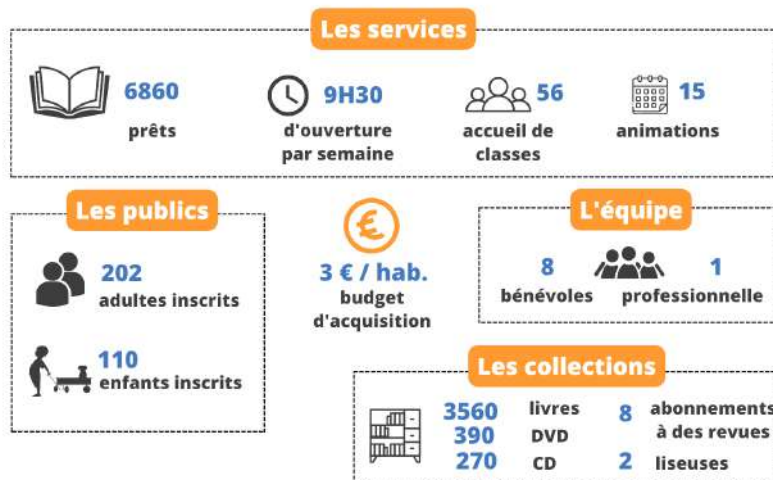 Les services
6860
prêts
9H30
d'ouverture
par semaine
56
accueil de
classes
15
animations
Les publics
202
adultes inscrits
110
enfants inscrits
€
3 € / hab.
budget
d'acquisition
L'équipe
8
bénévoles
1
professionnelle
Les collections
3560 livres
390 DVD
270 CD
8 abonnements
à des revues
2 liseuses